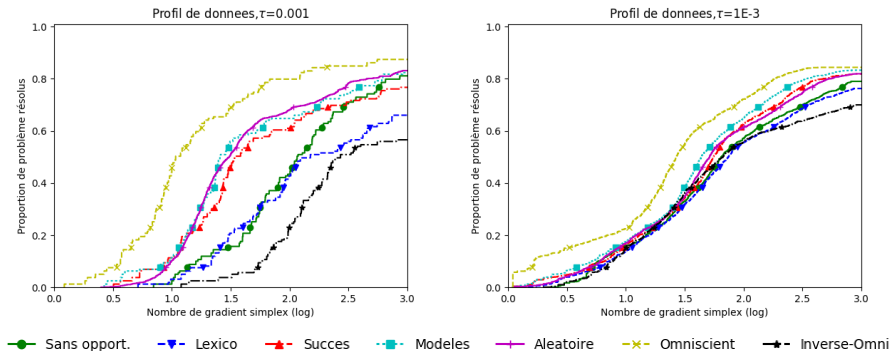 Profil de donnees,τ=0.001
Proportion de problème résolus
1.0
0.8
0.6
0.4
0.2
0.0
0.0 0.5 1.0 1.5 2.0 2.5 3.0
Nombre de gradient simplex (log)
Profil de donnees,τ=1E-3
Proportion de problème résolus
1.0
0.8
0.6
0.4
0.2
0.0
0.0 0.5 1.0 1.5 2.0 2.5 3.0
Nombre de gradient simplex (log)
Sans opport. Lexico Succes Modeles Aleatoire Omniscient Inverse-Omni